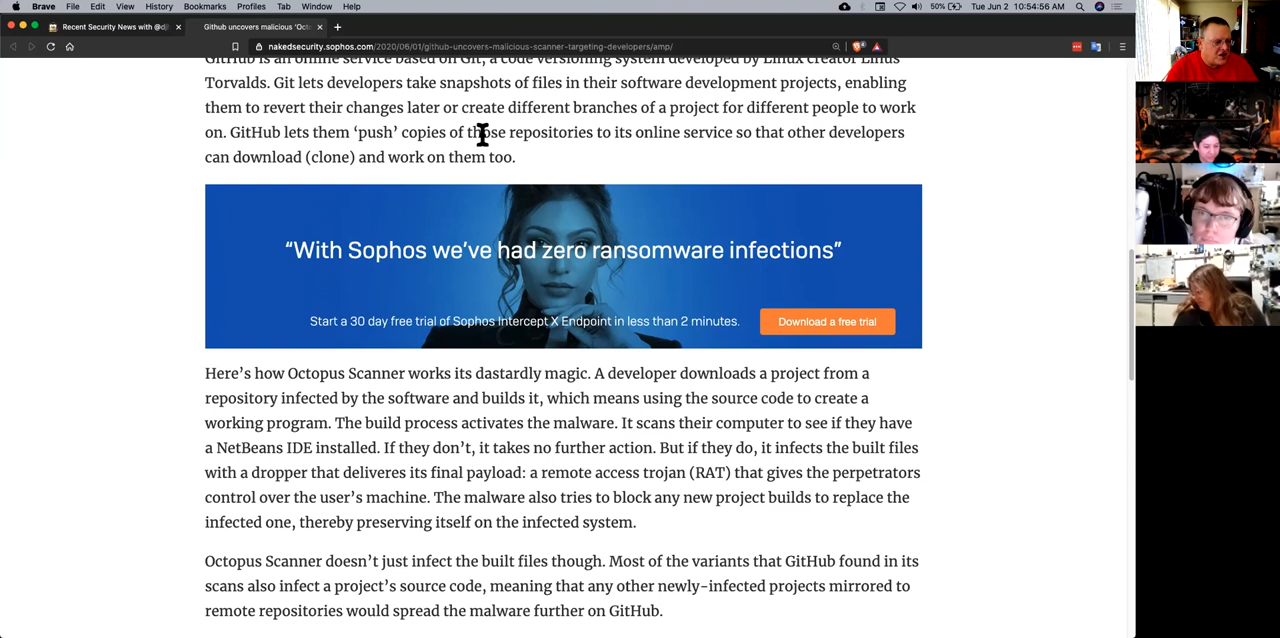 Brave File Edit View History Bookmarks Profiles Tab Window Help 50% Tue Jun 2 10:54:56 AM
Recent Security News with @dj
Github uncovers malicious 'Oct
nakedsecurity.sophos.com/2020/06/01/github-uncovers-malicious-scanner-targeting-developers/amp/
GitHub is an online service based on Git, a code versioning system developed by Linux creator Linus
Torvalds. Git lets developers take snapshots of files in their software development projects, enabling
them to revert their changes later or create different branches of a project for different people to work
on. GitHub lets them ‘push’ copies of those repositories to its online service so that other developers
can download (clone) and work on them too.
“With Sophos we’ve had zero ransomware infections”
Start a 30 day free trial of Sophos Intercept X Endpoint in less than 2 minutes.
Download a free trial
Here’s how Octopus Scanner works its dastardly magic. A developer downloads a project from a
repository infected by the software and builds it, which means using the source code to create a
working program. The build process activates the malware. It scans their computer to see if they have
a NetBeans IDE installed. If they don’t, it takes no further action. But if they do, it infects the built files
with a dropper that deliveres its final payload: a remote access trojan (RAT) that gives the perpetrators
control over the user’s machine. The malware also tries to block any new project builds to replace the
infected one, thereby preserving itself on the infected system.
Octopus Scanner doesn’t just infect the built files though. Most of the variants that GitHub found in its
scans also infect a project’s source code, meaning that any other newly-infected projects mirrored to
remote repositories would spread the malware further on GitHub.